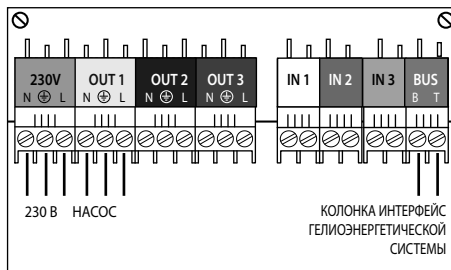 230V OUT 1 OUT 2 OUT 3 IN 1 IN 2 IN 3 BUS
N L N L N L N L B T
230 В НАСОС КОЛОНКА ИНТЕРФЕЙС
ГЕЛИОЭНЕРГЕТИЧЕСКОЙ
СИСТЕМЫ